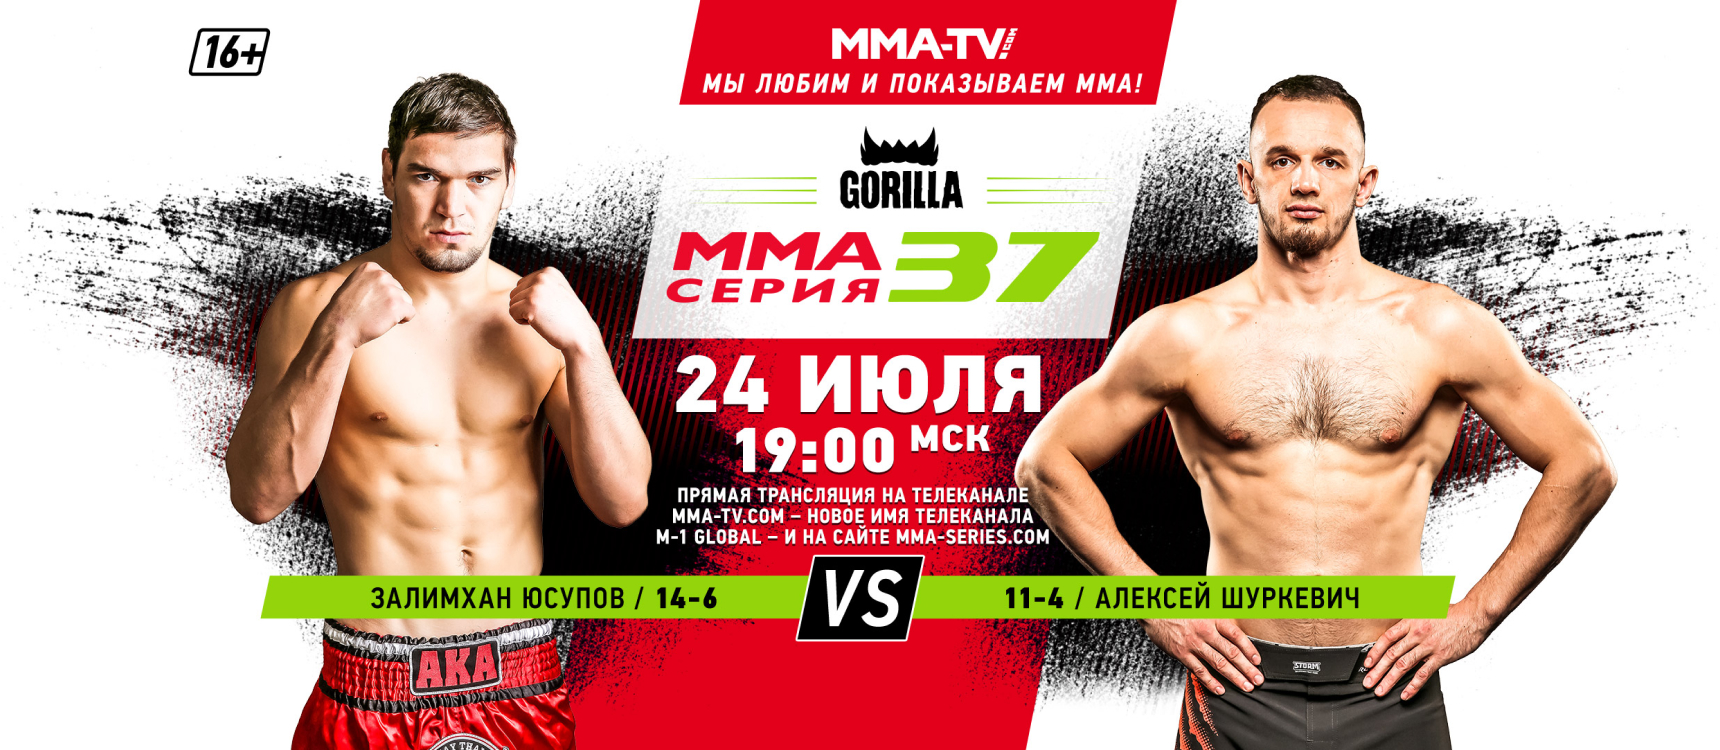 16+
MMA-TV.COM
МЫ ЛЮБИМ И ПОКАЗЫВАЕМ ММА!
GORILLA
ММА 37
СЕРИЯ
24 ИЮЛЯ
19:00 МСК
ПРЯМАЯ ТРАНСЛЯЦИЯ НА ТЕЛЕКАНАЛЕ
MMA-TV.COM – НОВОЕ ИМЯ ТЕЛЕКАНАЛА
M-1 GLOBAL – И НА САЙТЕ MMA-SERIES.COM
ЗАЛИМХАН ЮСУПОВ / 14-6
VS
11-4 / АЛЕКСЕЙ ШУРКЕВИЧ
AKA
STORM